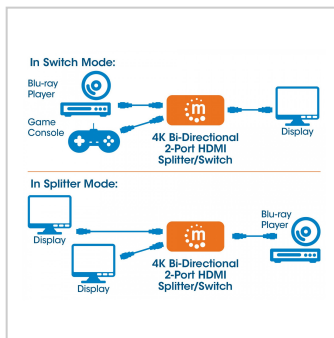 In Switch Mode:
Blu-ray
Player
Game
Console
4K Bi-Directional
2-Port HDMI
Splitter/Switch
Display
In Splitter Mode:
Display
Display
4K Bi-Directional
2-Port HDMI
Splitter/Switch
Blu-ray
Player
m
m